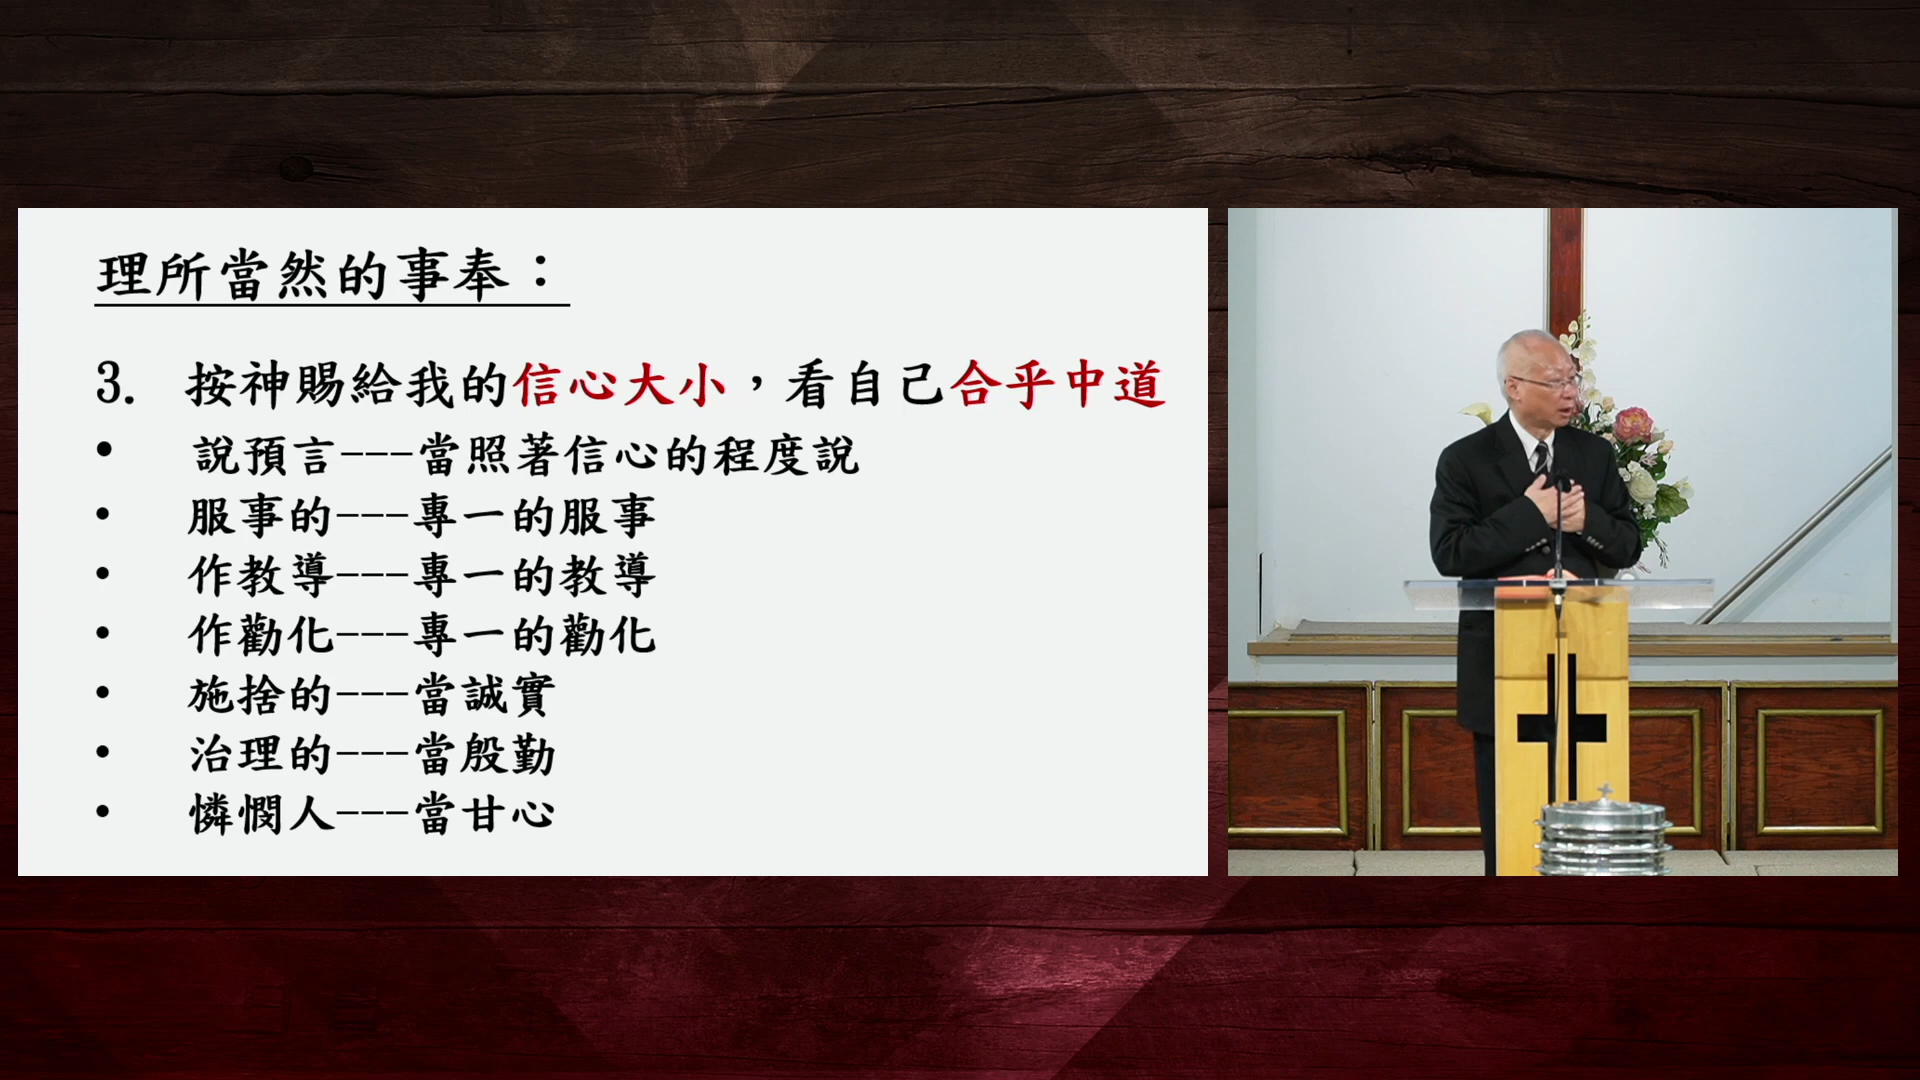 理所當然的事奉：
3. 按神賜給我的信心大小，看自己合乎中道
• 說預言---當照著信心的程度說
• 服事的---專一的服事
• 作教導---專一的教導
• 作勸化---專一的勸化
• 施捨的---當誠實
• 治理的---當殷勤
• 憐憫人---當甘心